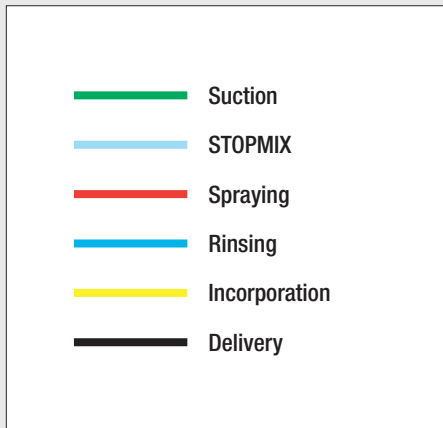 Suction
STOPMIX
Spraying
Rinsing
Incorporation
Delivery